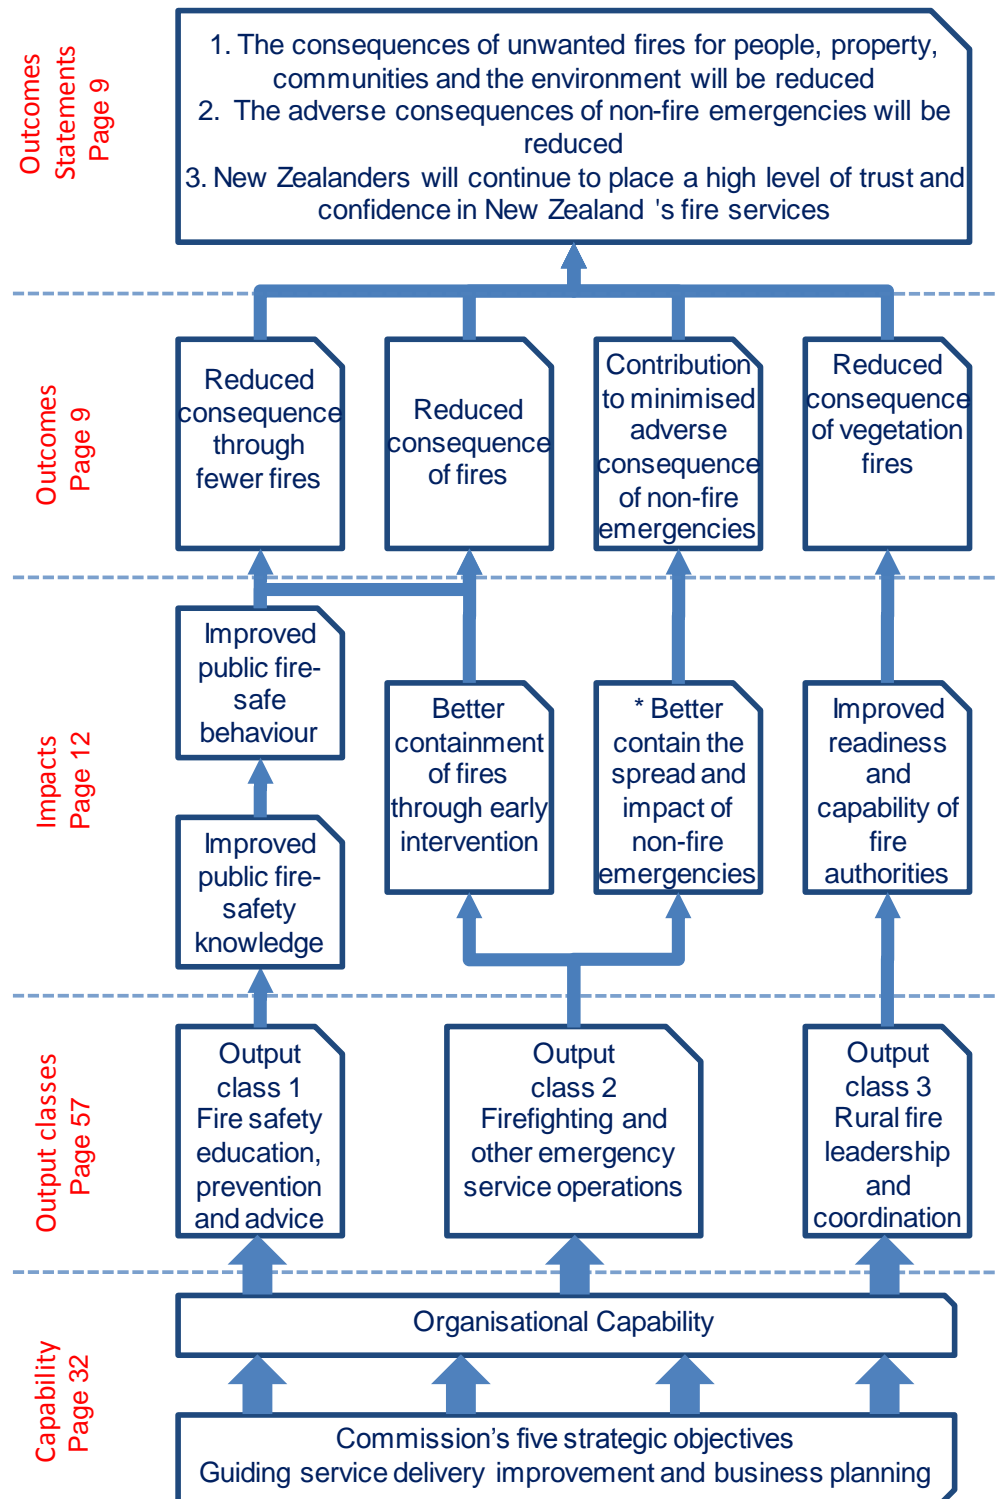 Outcomes
Statements
Page 9
1. The consequences of unwanted fires for people, property,
communities and the environment will be reduced
2. The adverse consequences of non-fire emergencies will be
reduced
3. New Zealanders will continue to place a high level of trust and
confidence in New Zealand 's fire services
Outcomes
Page 9
Reduced
consequence
through
fewer fires
Reduced
consequence
of fires
Contribution
to minimised
adverse
consequence
of non-fire
emergencies
Reduced
consequence
of vegetation
fires
Impacts
Page 12
Improved
public fire-
safe
behaviour
Improved
public fire-
safety
knowledge
Better
containment
of fires
through early
intervention
* Better
contain the
spread and
impact of
non-fire
emergencies
Improved
readiness
and
capability of
fire
authorities
Output classes
Page 57
Output
class 1
Fire safety
education,
prevention
and advice
Output
class 2
Firefighting and
other emergency
service operations
Output
class 3
Rural fire
leadership
and
coordination
Capability
Page 32
Organisational Capability
Commission's five strategic objectives
Guiding service delivery improvement and business planning